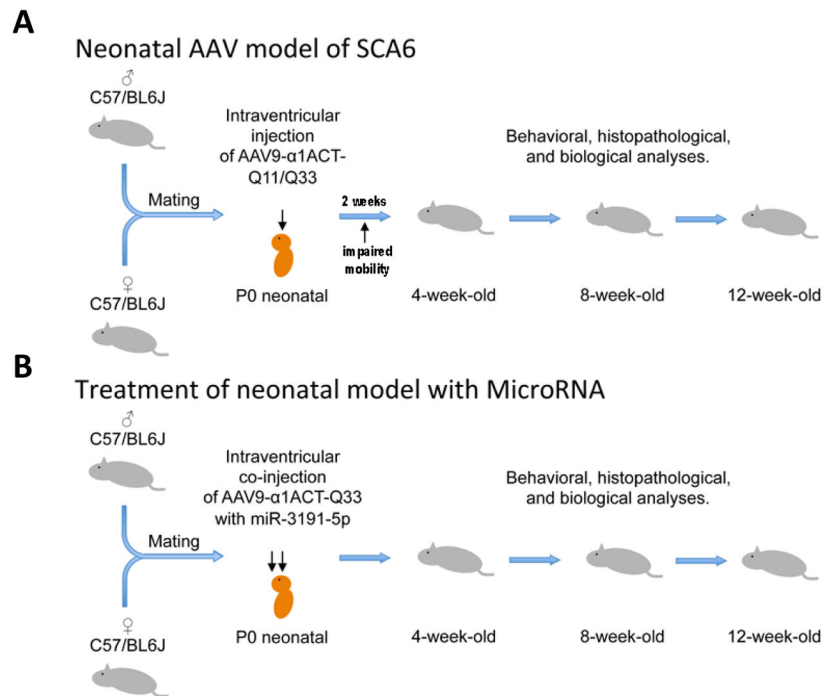 A
Neonatal AAV model of SCA6
♂
C57/BL6J
Intraventricular
injection
of AAV9-α1ACT-
Q11/Q33
Behavioral, histopathological,
and biological analyses.
Mating
2 weeks
impaired
mobility
♀
C57/BL6J
P0 neonatal
4-week-old
8-week-old
12-week-old
B
Treatment of neonatal model with MicroRNA
♂
C57/BL6J
Intraventricular
co-injection
of AAV9-α1ACT-Q33
with miR-3191-5p
Behavioral, histopathological,
and biological analyses.
Mating
♀
C57/BL6J
P0 neonatal
4-week-old
8-week-old
12-week-old